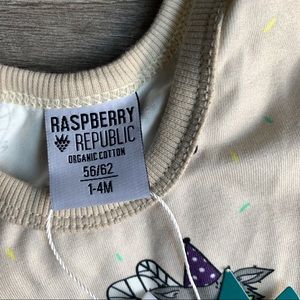 RASPBERRY
REPUBLIC
ORGANIC COTTON
56/62
1-4M